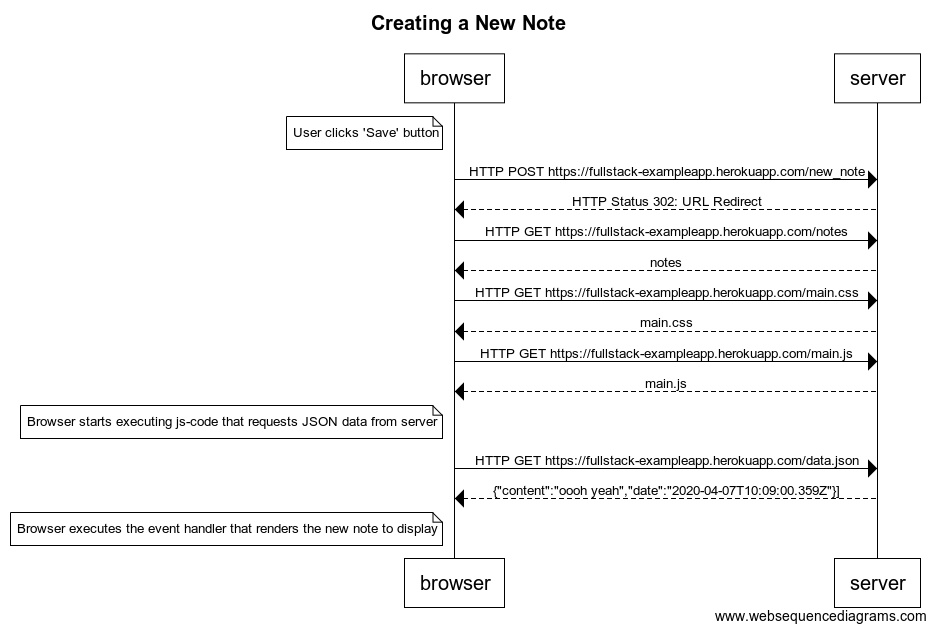 Creating a New Note
browser
server
User clicks 'Save' button
HTTP POST https://fullstack-exampleapp.herokuapp.com/new_note
HTTP Status 302: URL Redirect
HTTP GET https://fullstack-exampleapp.herokuapp.com/notes
notes
HTTP GET https://fullstack-exampleapp.herokuapp.com/main.css
main.css
HTTP GET https://fullstack-exampleapp.herokuapp.com/main.js
main.js
Browser starts executing js-code that requests JSON data from server
HTTP GET https://fullstack-exampleapp.herokuapp.com/data.json
{"content":"oooh yeah","date":"2020-04-07T10:09:00.359Z"}]
Browser executes the event handler that renders the new note to display
browser
server
www.websequencediagrams.com